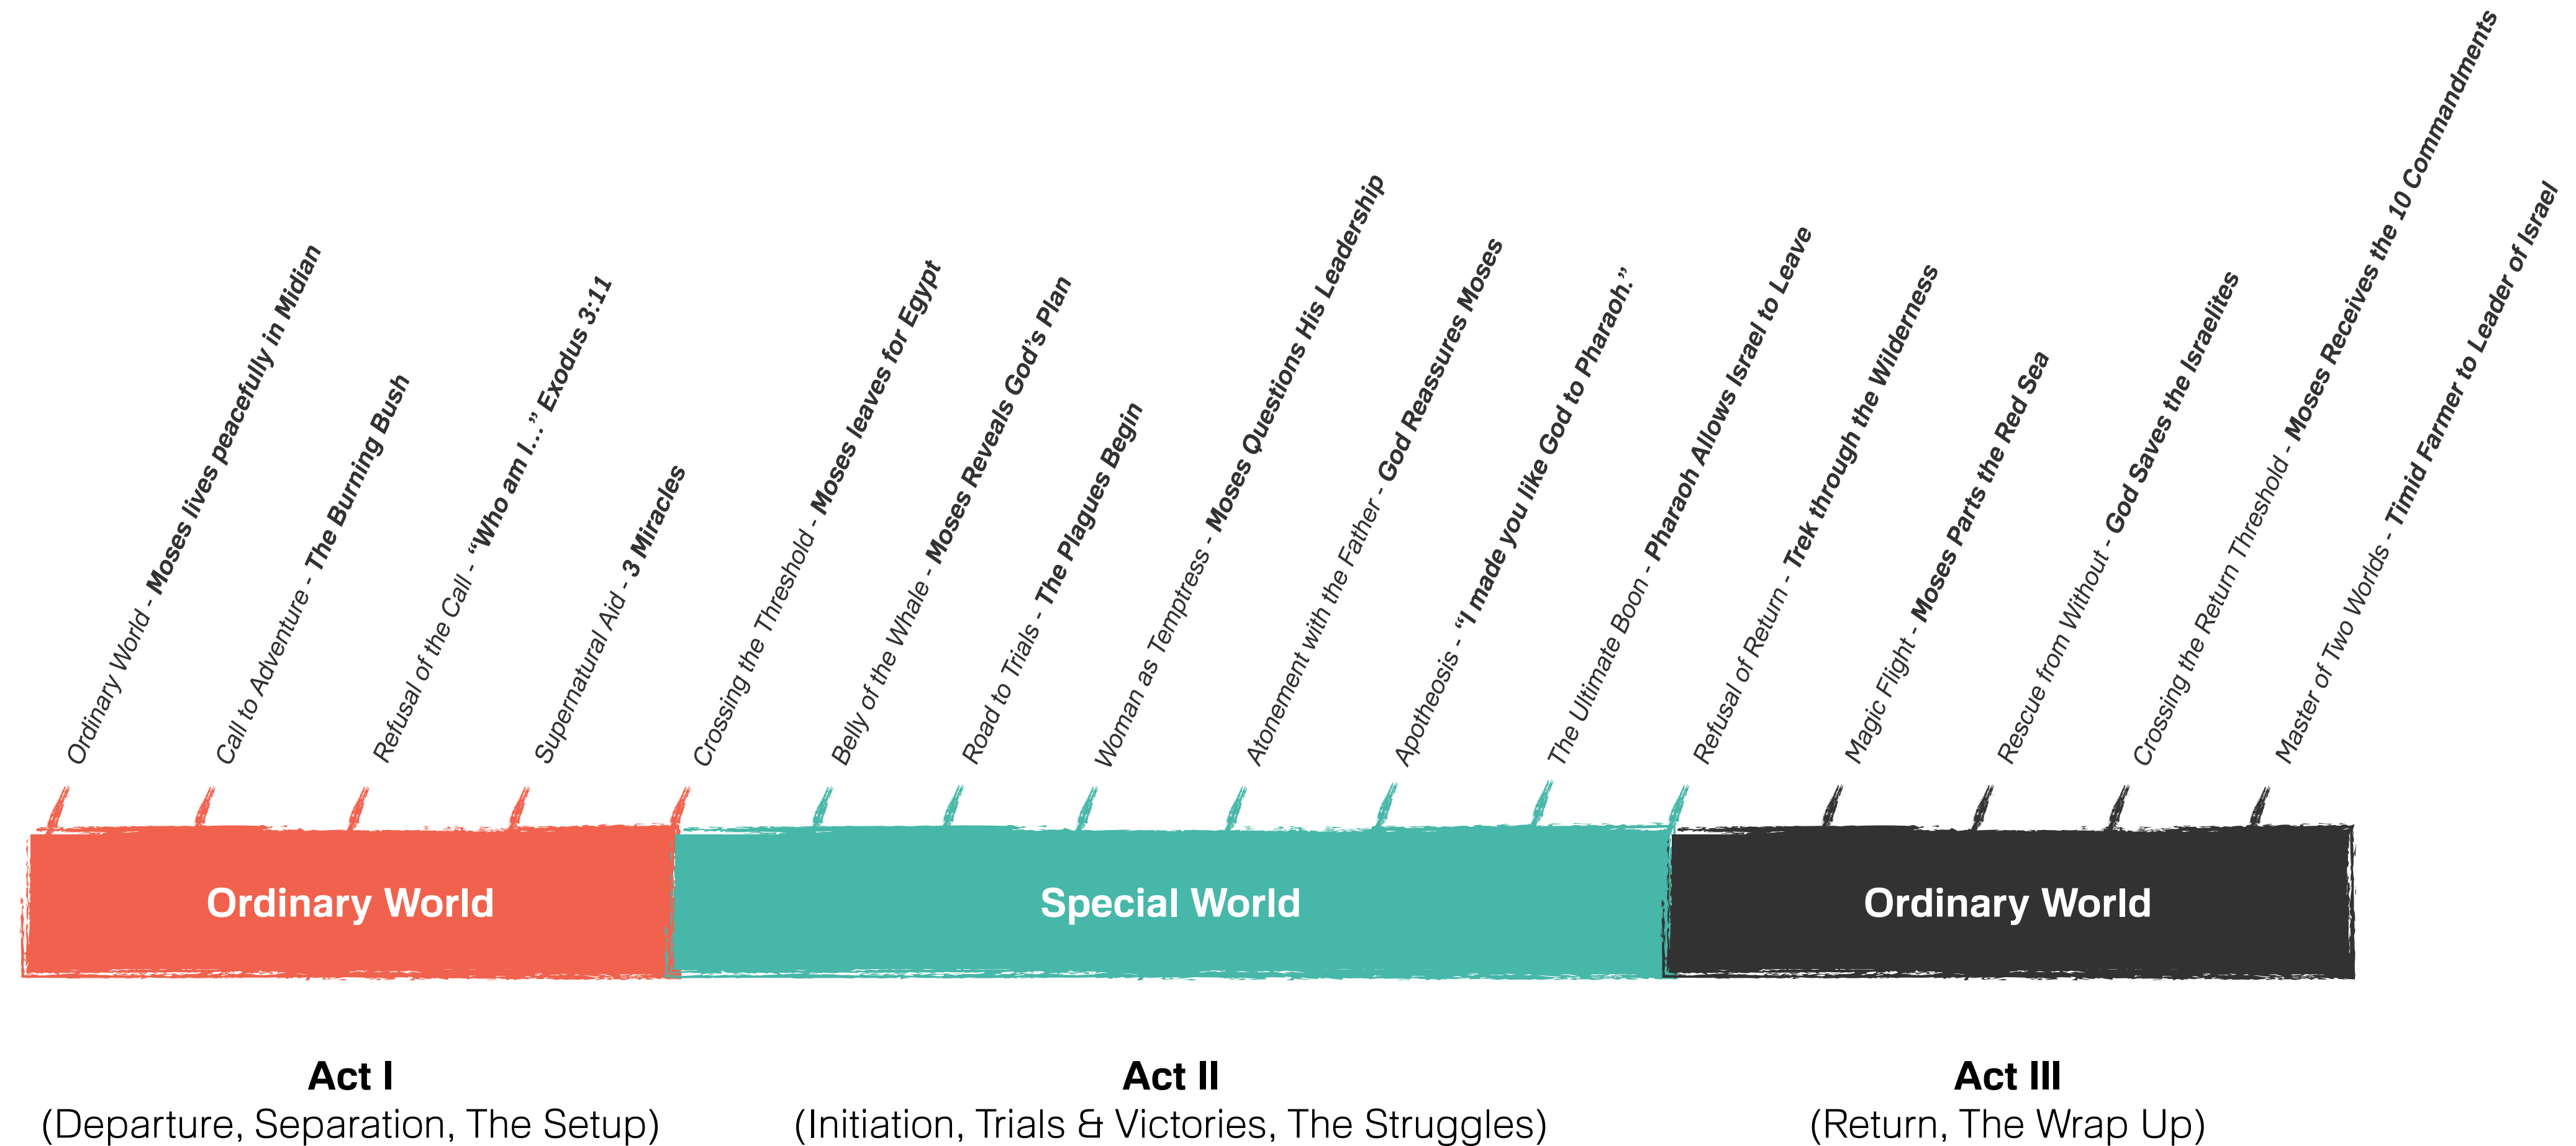 Ordinary World - Moses lives peacefully in Midian
Call to Adventure - The Burning Bush
Refusal of the Call - “Who am I...” Exodus 3:11
Supernatural Aid - 3 Miracles
Crossing the Threshold - Moses leaves for Egypt
Belly of the Whale - Moses Reveals God’s Plan
Road to Trials - The Plagues Begin
Woman as Temptress - Moses Questions His Leadership
Atonement with the Father - God Reassures Moses
Apotheosis - “I made you like God to Pharaoh.”
The Ultimate Boon - Pharaoh Allows Israel to Leave
Refusal of Return - Trek through the Wilderness
Magic Flight - Moses Parts the Red Sea
Rescue from Without - God Saves the Israelites
Crossing the Return Threshold - Moses Receives the 10 Commandments
Master of Two Worlds - Timid Farmer to Leader of Israel
Ordinary World
Special World
Ordinary World
Act I
(Departure, Separation, The Setup)
Act II
(Initiation, Trials & Victories, The Struggles)
Act III
(Return, The Wrap Up)